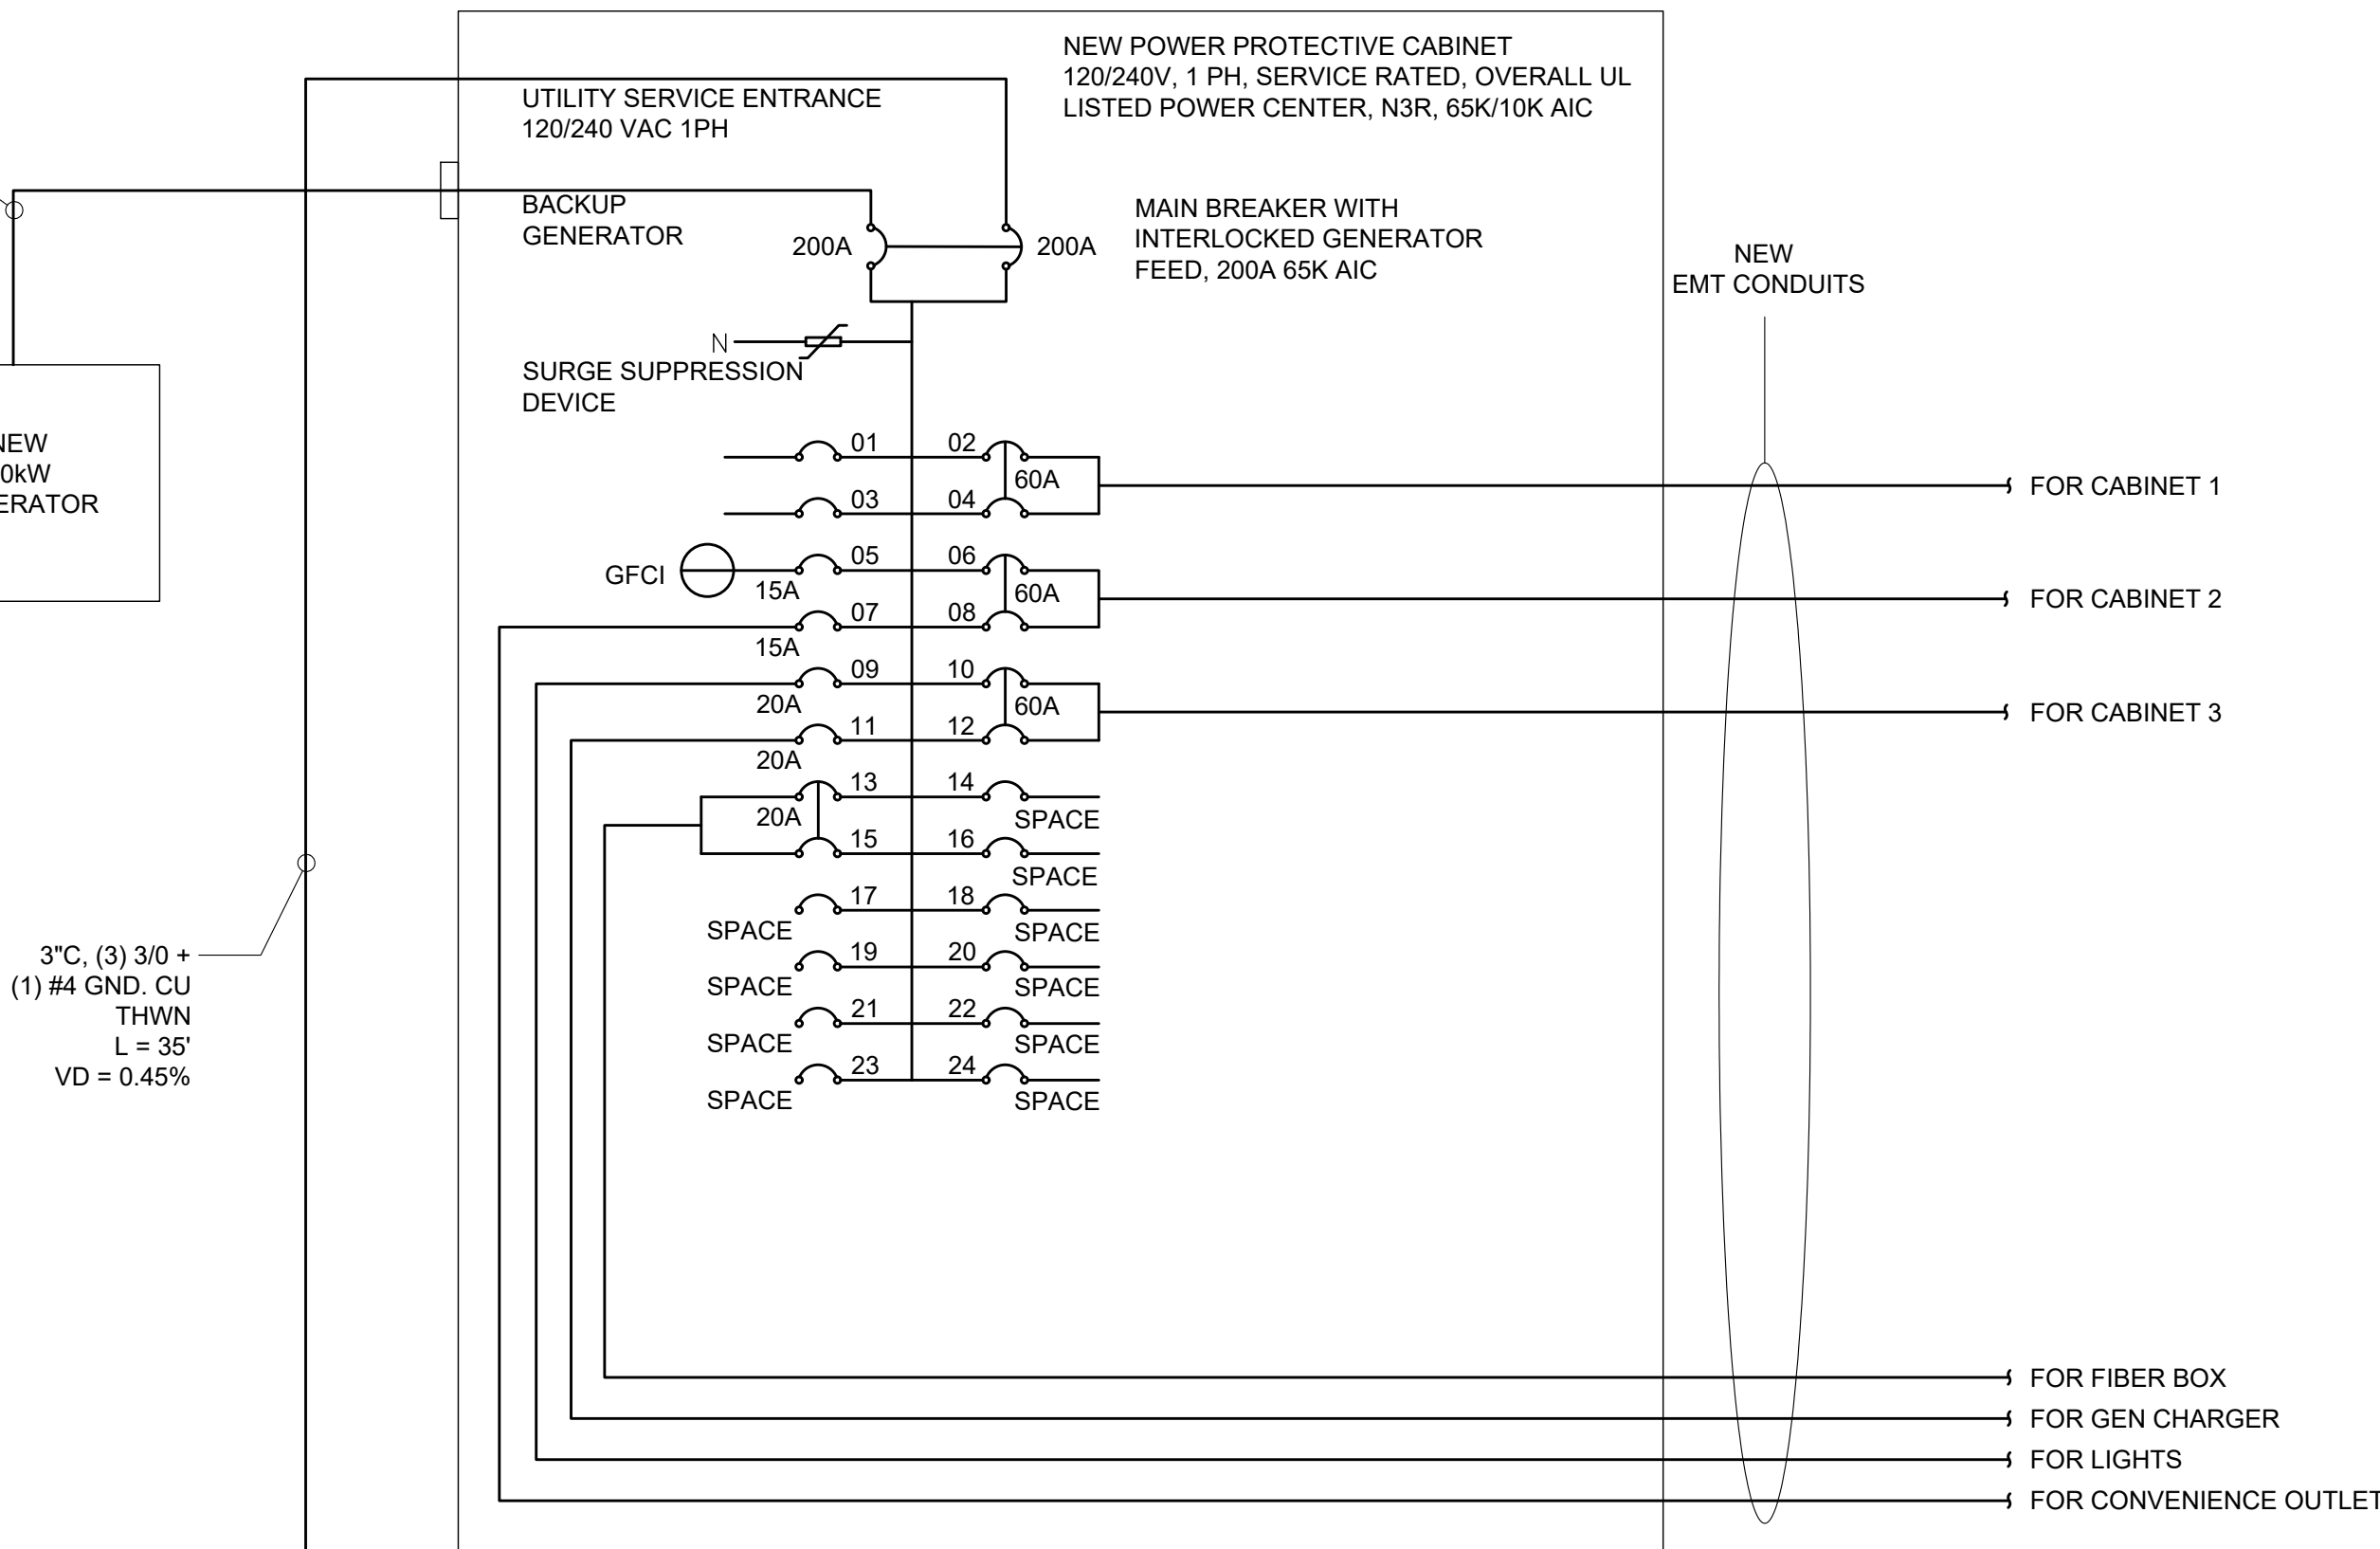 NEW POWER PROTECTIVE CABINET
120/240V, 1 PH, SERVICE RATED, OVERALL UL
LISTED POWER CENTER, N3R, 65K/10K AIC
UTILITY SERVICE ENTRANCE
120/240 VAC 1PH
BACKUP
GENERATOR
200A
200A
MAIN BREAKER WITH
INTERLOCKED GENERATOR
FEED, 200A 65K AIC
NEW
EMT CONDUITS
N
SURGE SUPPRESSION
DEVICE
NEW
0kW
ERATOR
01 02
60A
FOR CABINET 1
03 04
GFCI
05 06
15A
60A
FOR CABINET 2
07 08
15A
09 10
20A
60A
FOR CABINET 3
11 12
20A
13 14
20A
SPACE
15 16
SPACE
17 18
SPACE
SPACE
19 20
SPACE
SPACE
21 22
SPACE
SPACE
23 24
SPACE
SPACE
3"C, (3) 3/0 +
(1) #4 GND. CU
THWN
L = 35'
VD = 0.45%
FOR FIBER BOX
FOR GEN CHARGER
FOR LIGHTS
FOR CONVENIENCE OUTLET